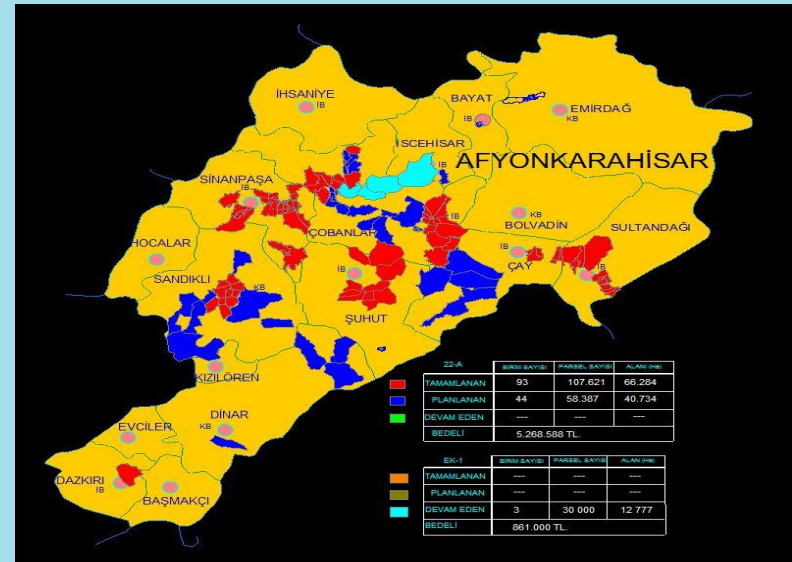 İHSANİYE
İB
BAYAT
İB
EMİRDAĞ
KB
İSCEHİSAR
İB
AFYONKARAHİSAR
SİNANPAŞA
İB
İB
KB
BOLVADİN
SULTANDAĞI
ÇOBANLAR
HOCALAR
İB
ÇAY
İB
İB
SANDIKLI
KB
ŞUHUT
KIZILÖREN
DİNAR
KB
EVCİLER
DAZKIRI
İB
BAŞMAKÇI
22-A BİRİM SAYISI PARSEL SAYISI ALANI (Ha)
TAMAMLANAN 93 107.621 66.284
PLANLANAN 44 58.387 40.734
DEVAM EDEN --- --- ---
BEDELİ 5.268.588 TL.
EK-1 BİRİM SAYISI PARSEL SAYISI ALANI (Ha)
TAMAMLANAN --- --- ---
PLANLANAN --- --- ---
DEVAM EDEN 3 30 000 12 777
BEDELİ 861.000 TL.